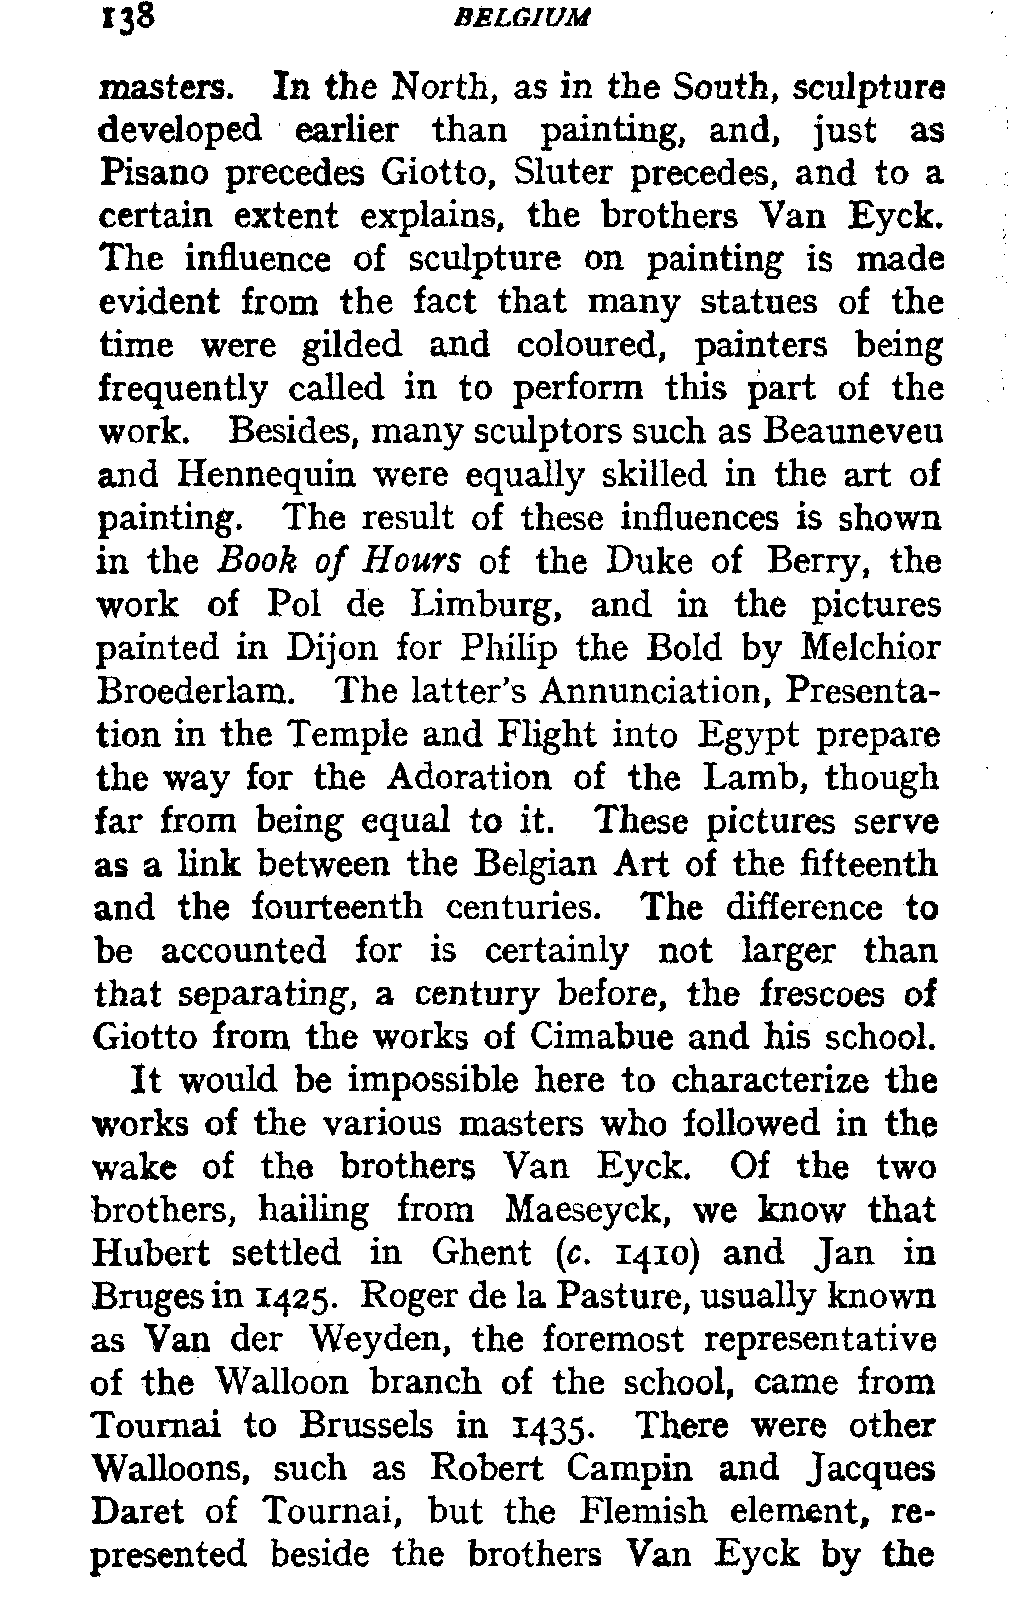 138 BELGIUM
masters. In the North, as in the South, sculpture
developed earlier than painting, and, just as
Pisano precedes Giotto, Sluter precedes, and to a
certain extent explains, the brothers Van Eyck.
The influence of sculpture on painting is made
evident from the fact that many statues of the
time were gilded and coloured, painters being
frequently called in to perform this part of the
work. Besides, many sculptors such as Beauneveu
and Hennequin were equally skilled in the art of
painting. The result of these influences is shown
in the Book of Hours of the Duke of Berry, the
work of Pol de Limburg, and in the pictures
painted in Dijon for Philip the Bold by Melchior
Broederlam. The latter's Annunciation, Presenta-
tion in the Temple and Flight into Egypt prepare
the way for the Adoration of the Lamb, though
far from being equal to it. These pictures serve
as a link between the Belgian Art of the fifteenth
and the fourteenth centuries. The difference to
be accounted for is certainly not larger than
that separating, a century before, the frescoes of
Giotto from the works of Cimabue and his school.
It would be impossible here to characterize the
works of the various masters who followed in the
wake of the brothers Van Eyck. Of the two
brothers, hailing from Maeseyck, we know that
Hubert settled in Ghent (c. 1410) and Jan in
Bruges in 1425. Roger de la Pasture, usually known
as Van der Weyden, the foremost representative
of the Walloon branch of the school, came from
Tournai to Brussels in 1435. There were other
Walloons, such as Robert Campin and Jacques
Daret of Tournai, but the Flemish element, re-
presented beside the brothers Van Eyck by the